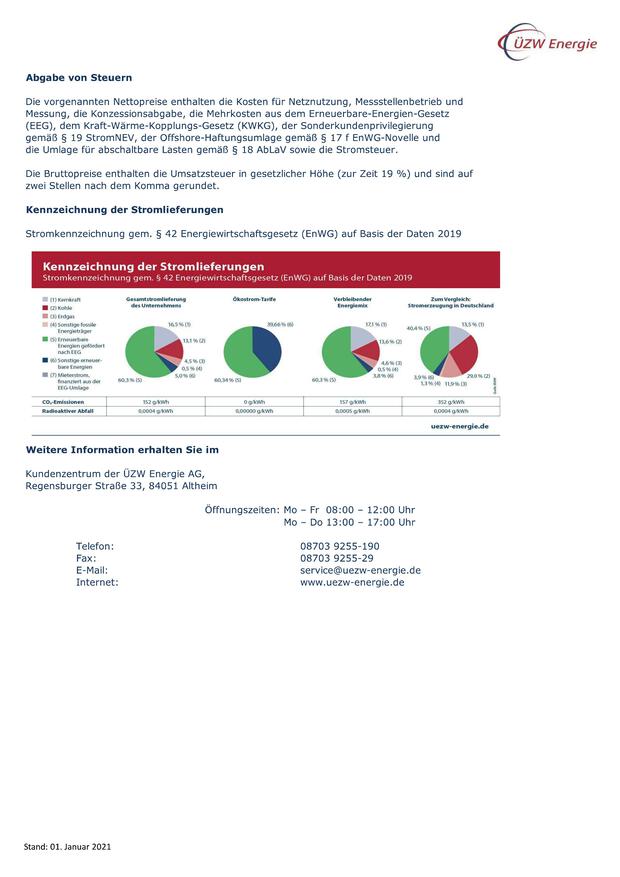 ÜZW Energie
Abgabe von Steuern
Die vorgenannten Nettopreise enthalten die Kosten für Netznutzung, Messstellenbetrieb und
Messung, die Konzessionsabgabe, die Mehrkosten aus dem Erneuerbare-Energien-Gesetz
(EEG), dem Kraft-Wärme-Kopplungs-Gesetz (KWKG), der Sonderkundenprivilegierung
gemäß § 19 StromNEV, der Offshore-Haftungsumlage gemäß § 17 f EnWG-Novelle und
die Umlage für abschaltbare Lasten gemäß § 18 AbLaV sowie die Stromsteuer.
Die Bruttopreise enthalten die Umsatzsteuer in gesetzlicher Höhe (zur Zeit 19 %) und sind auf
zwei Stellen nach dem Komma gerundet.
Kennzeichnung der Stromlieferungen
Stromkennzeichnung gem. § 42 Energiewirtschaftsgesetz (EnWG) auf Basis der Daten 2019
Kennzeichnung der Stromlieferungen
Stromkennzeichnung gem. § 42 Energiewirtschaftsgesetz (EnWG) auf Basis der Daten 2019
(1) Kernkraft
(2) Kohle
(3) Erdgas
(4) Sonstige fossile
Energieträger
(5) Erneuerbare
Energien gefördert
nach EEG
(6) Sonstige erneuer-
bare Energien
(7) Mieterstrom,
finanziert aus der
EEG-Umlage
Gesamtstromlieferung
des Unternehmens
16,5 % (1)
13,1 % (2)
4,5 % (3)
0,5 % (4)
5,0 % (6)
60,3 % (5)
Ökostrom-Tarife
39,66 % (6)
60,34 % (5)
Verbleibender
Energiemix
17,1 % (1)
13,6 % (2)
4,6 % (3)
0,5 % (4)
3,8 % (6)
60,3 % (5)
Zum Vergleich:
Stromerzeugung in Deutschland
40,4 % (5)
13,5 % (1)
29,0 % (2)
3,9 % (6)
1,3 % (4) 11,9 % (3)
CO₂-Emissionen 152 g/kWh 0 g/kWh 157 g/kWh 352 g/kWh
Radioaktiver Abfall 0,0004 g/kWh 0,00000 g/kWh 0,0005 g/kWh 0,0004 g/kWh
uezw-energie.de
Weitere Information erhalten Sie im
Kundenzentrum der ÜZW Energie AG,
Regensburger Straße 33, 84051 Altheim
Öffnungszeiten: Mo – Fr 08:00 – 12:00 Uhr
Mo – Do 13:00 – 17:00 Uhr
Telefon: 08703 9255-190
Fax: 08703 9255-29
E-Mail: service@uezw-energie.de
Internet: www.uezw-energie.de
Stand: 01. Januar 2021